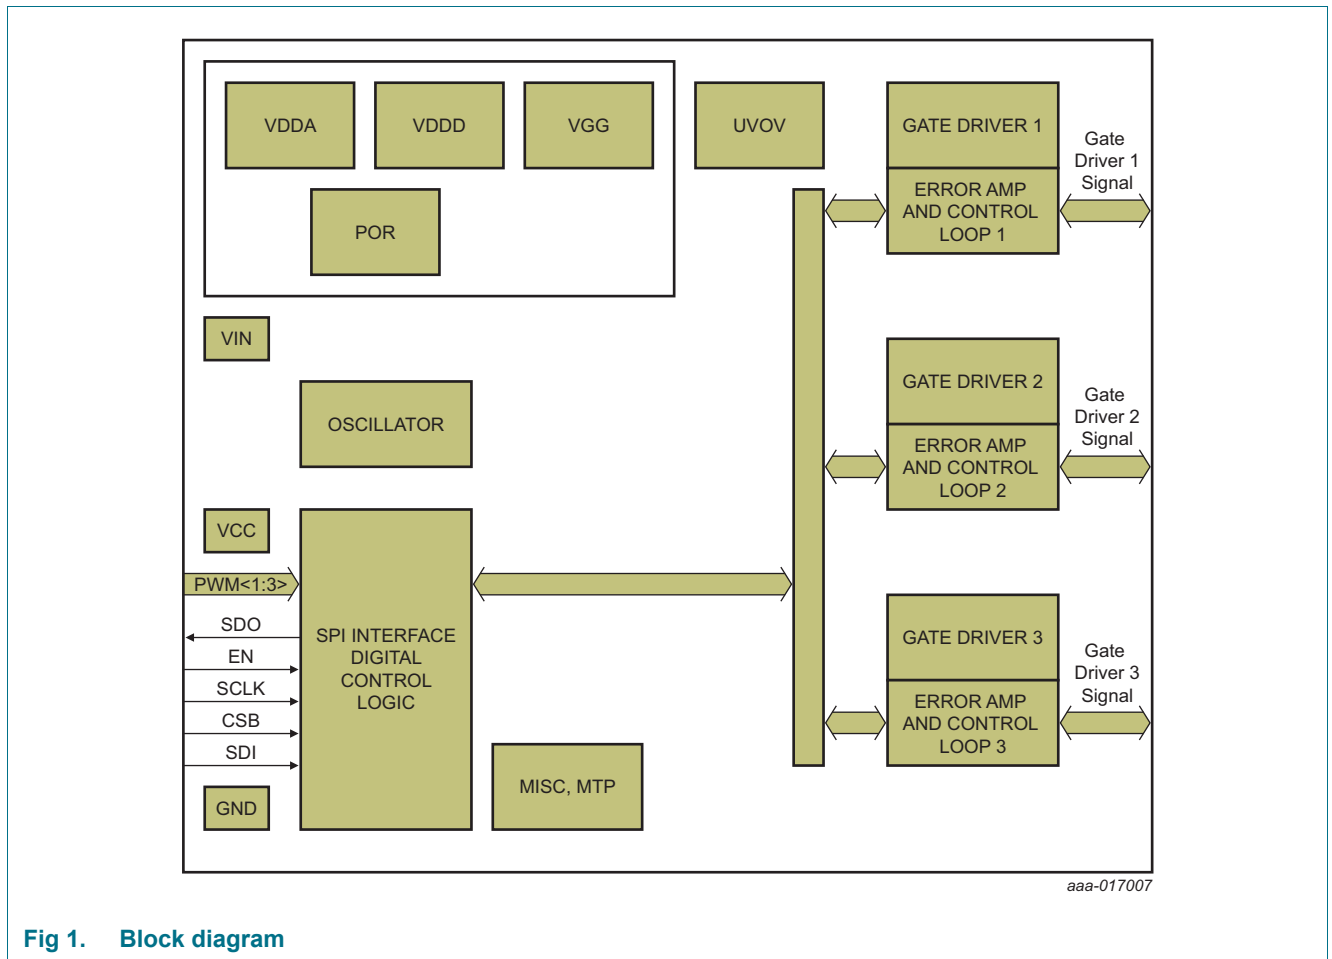 VDDA
VDDD
VGG
UVOV
POR
VIN
OSCILLATOR
VCC
PWM<1:3>
SDO
EN
SCLK
CSB
SDI
GND
SPI INTERFACE
DIGITAL
CONTROL
LOGIC
MISC, MTP
GATE DRIVER 1
ERROR AMP
AND CONTROL
LOOP 1
Gate
Driver 1
Signal
GATE DRIVER 2
ERROR AMP
AND CONTROL
LOOP 2
Gate
Driver 2
Signal
GATE DRIVER 3
ERROR AMP
AND CONTROL
LOOP 3
Gate
Driver 3
Signal
aaa-017007
Fig 1. Block diagram